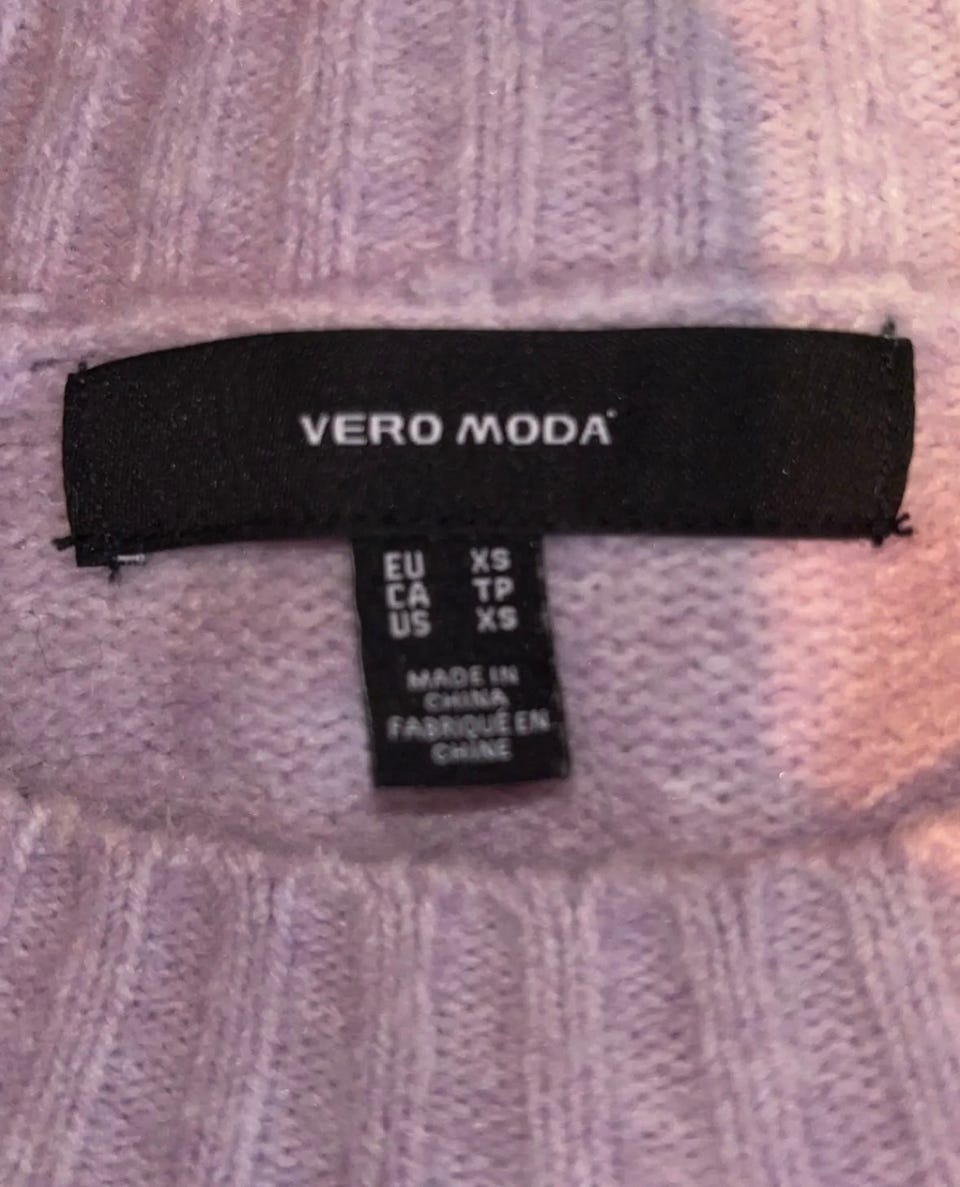 VERO MODA
EU XS
CA TP
US XS
MADE IN
CHINA
FABRIQUÉ EN
CHINE